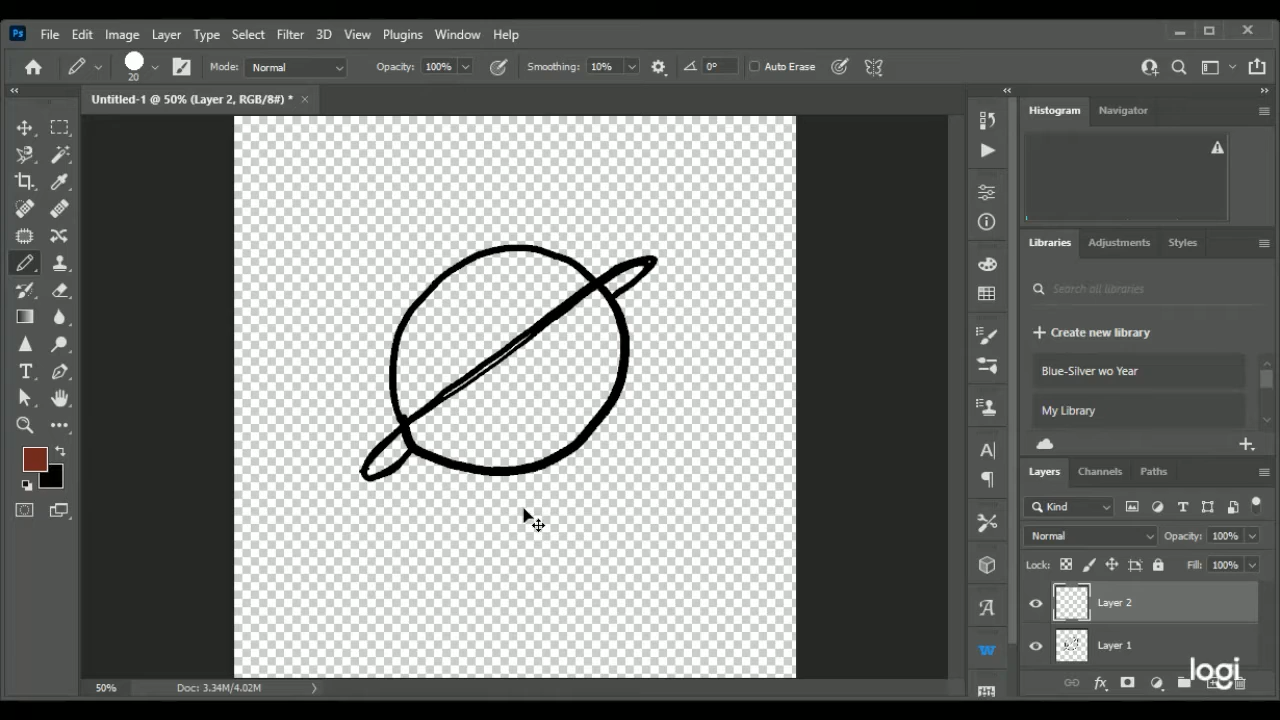 Ps File Edit Image Layer Type Select Filter 3D View Plugins Window Help
20 Mode: Normal Opacity: 100% Smoothing: 10% 0° Auto Erase
Untitled-1 @ 50% (Layer 2, RGB/8#) * ×
Histogram Navigator
Libraries Adjustments Styles
Search all libraries
+ Create new library
Blue-Silver wo Year
My Library
Layers Channels Paths
Kind
Normal Opacity: 100%
Lock: Fill: 100%
Layer 2
Layer 1
logi
fx
50% Doc: 3.34M/4.02M